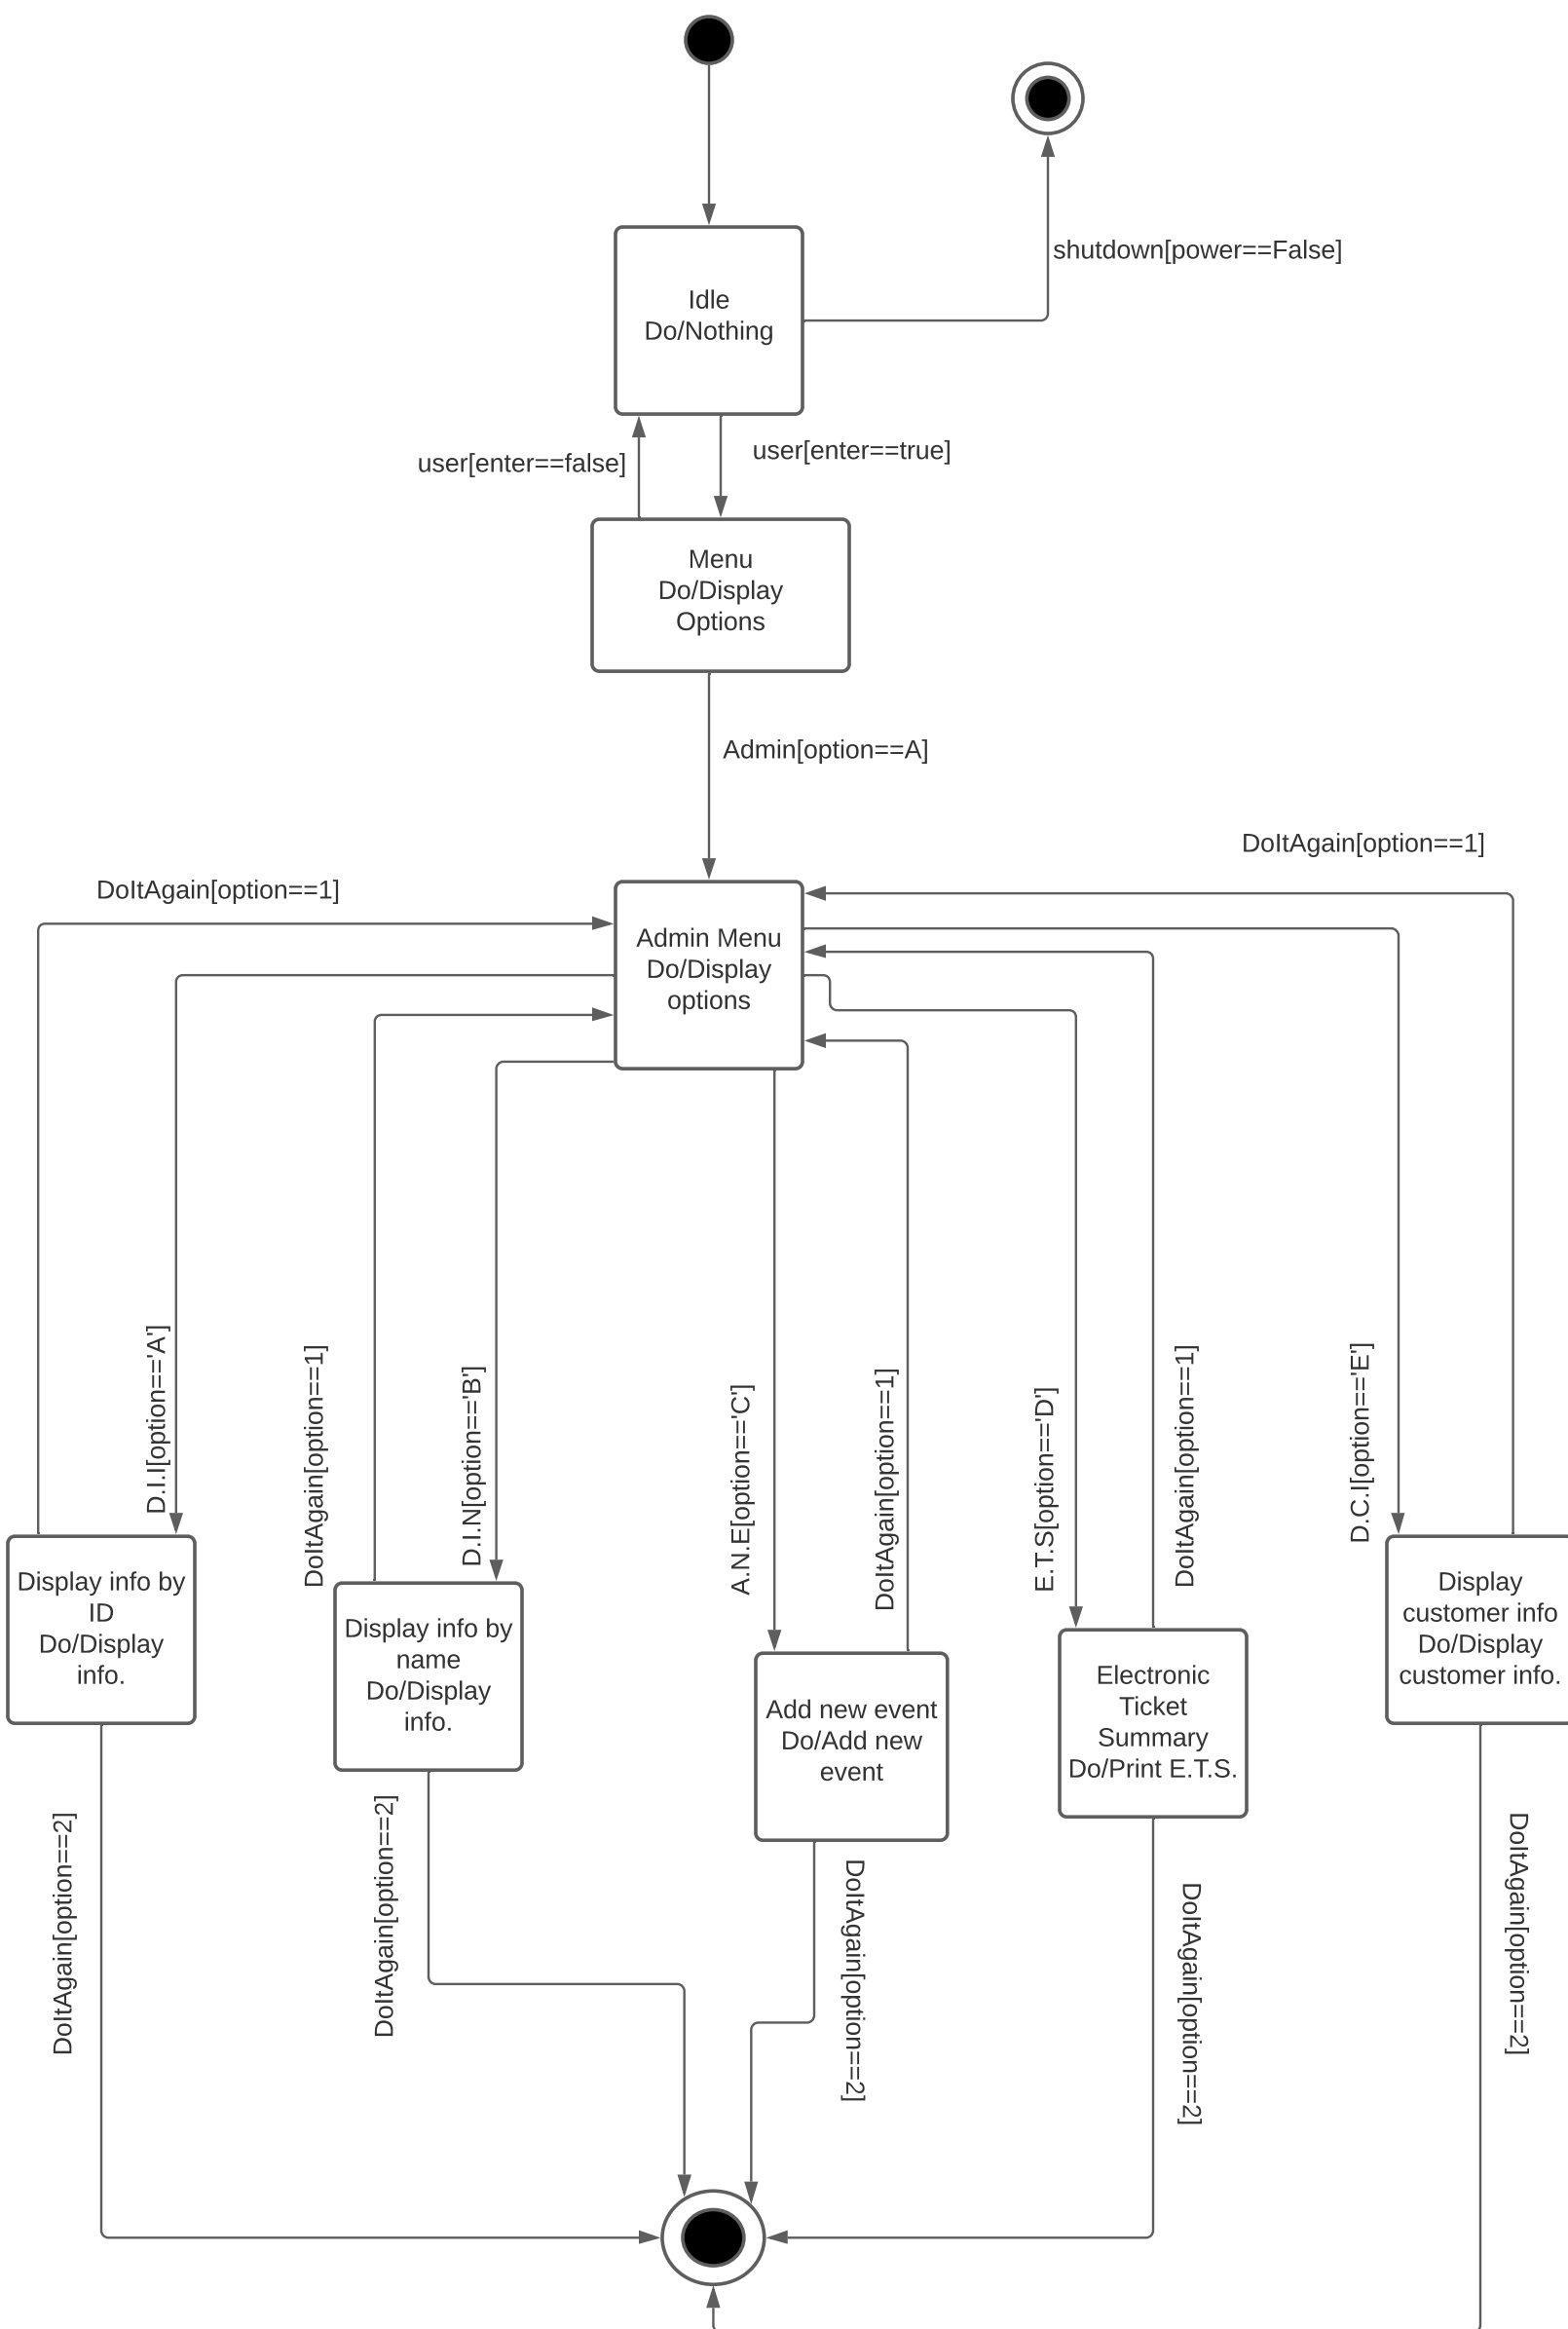 shutdown[power==False]
Idle
Do/Nothing
user[enter==false]
user[enter==true]
Menu
Do/Display
Options
Admin[option==A]
DoItAgain[option==1]
DoItAgain[option==1]
Admin Menu
Do/Display
options
D.I.I[option=='A']
DoItAgain[option==1]
D.I.N[option=='B']
A.N.E[option=='C']
DoItAgain[option==1]
E.T.S[option=='D']
DoItAgain[option==1]
D.C.I[option=='E']
Display info by
ID
Do/Display
info.
Display info by
name
Do/Display
info.
Add new event
Do/Add new
event
Electronic
Ticket
Summary
Do/Print E.T.S.
Display
customer info
Do/Display
customer info.
DoItAgain[option==2]
DoItAgain[option==2]
DoItAgain[option==2]
DoItAgain[option==2]
DoItAgain[option==2]